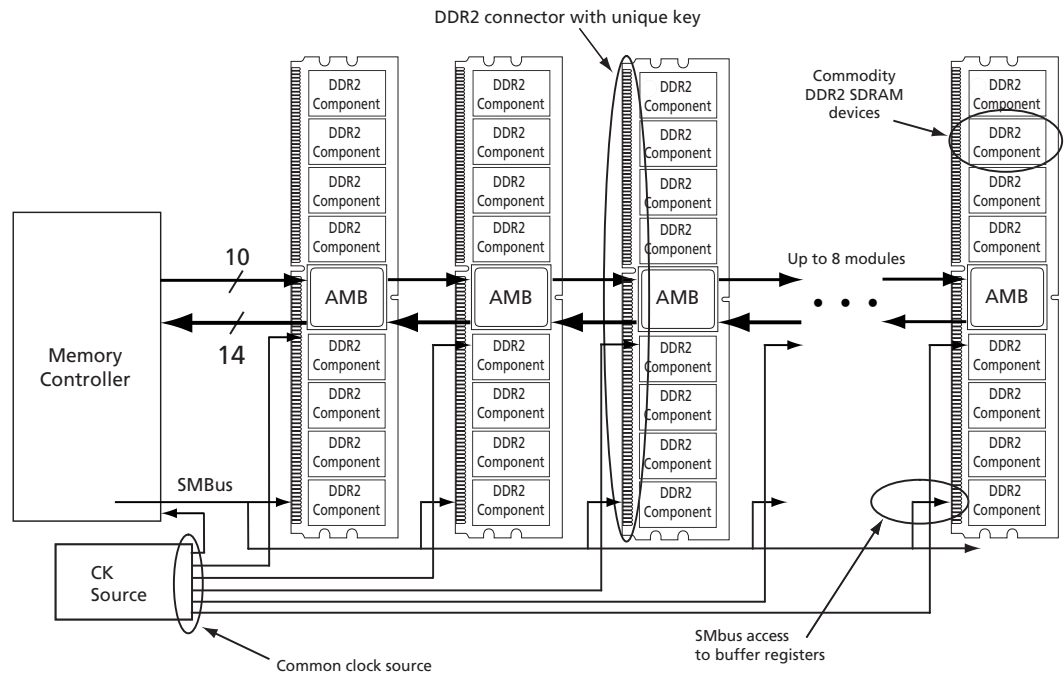 DDR2 connector with unique key
Commodity
DDR2 SDRAM
devices
DDR2
Component
DDR2
Component
DDR2
Component
DDR2
Component
AMB
DDR2
Component
DDR2
Component
DDR2
Component
DDR2
Component
DDR2
Component
DDR2
Component
DDR2
Component
DDR2
Component
AMB
DDR2
Component
DDR2
Component
DDR2
Component
DDR2
Component
DDR2
Component
DDR2
Component
DDR2
Component
DDR2
Component
AMB
DDR2
Component
DDR2
Component
DDR2
Component
DDR2
Component
Up to 8 modules
• • •
DDR2
Component
DDR2
Component
DDR2
Component
DDR2
Component
AMB
DDR2
Component
DDR2
Component
DDR2
Component
DDR2
Component
10
14
Memory
Controller
SMBus
CK
Source
Common clock source
SMbus access
to buffer registers